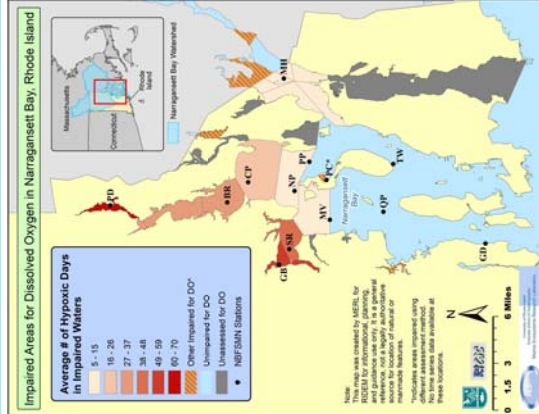 Impaired Areas for Dissolved Oxygen in Narragansett Bay, Rhode Island
Average # of Hypoxic Days
in Impaired Waters
5 - 15
16 - 26
27 - 37
38 - 48
49 - 59
60 - 70
Other Impaired for DO^
Unimpaired for DO
Unassessed for DO
NBFSMN Stations
Massachusetts
Connecticut
Rhode
Island
Narragansett Bay Watershed
PD
BR
CP
MH
GB
SR
NP
PP
PC*
MV
Narragansett
Bay
QP
TW
GD
Note:
This map was created by MERL for
RIDEM for informational, planning,
and guidance use only. It is a general
reference, not a legally authoritative
source for location of natural or
manmade features.
^Indicates areas impaired using
different assessment method.
No time series data available at
these locations.
N
0 1.5 3 6 Miles